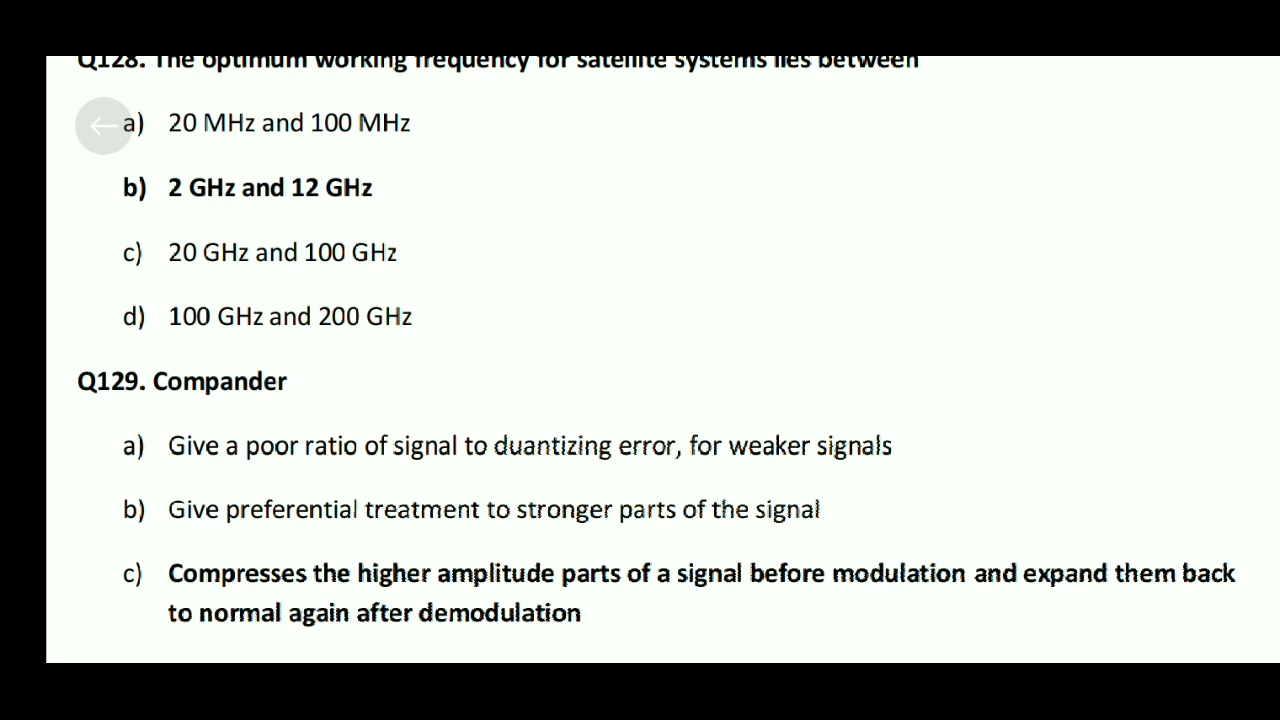 Q128. The optimum working frequency for satellite systems lies between
a) 20 MHz and 100 MHz
b) 2 GHz and 12 GHz
c) 20 GHz and 100 GHz
d) 100 GHz and 200 GHz
Q129. Compander
a) Give a poor ratio of signal to duantizing error, for weaker signals
b) Give preferential treatment to stronger parts of the signal
c) Compresses the higher amplitude parts of a signal before modulation and expand them back
to normal again after demodulation